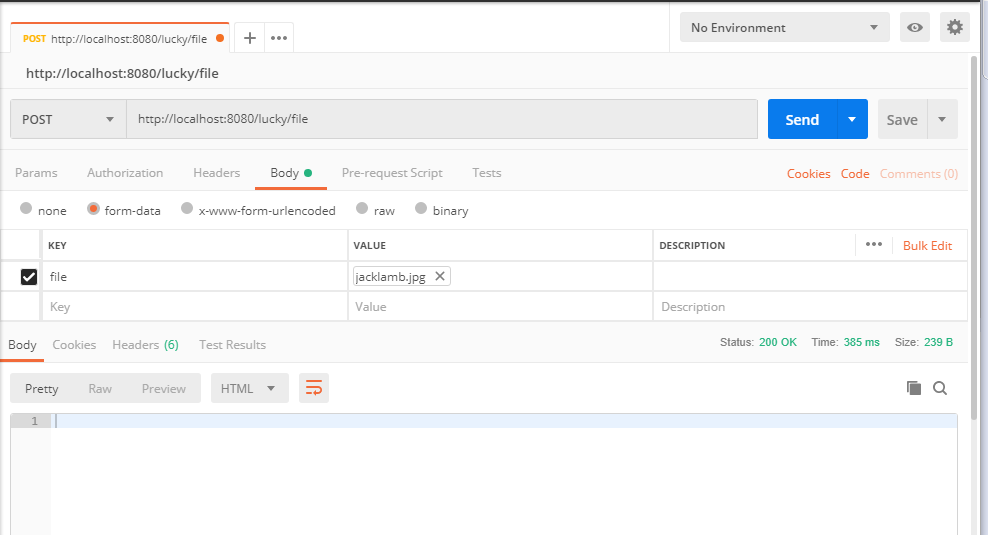 POST http://localhost:8080/lucky/file
No Environment
http://localhost:8080/lucky/file
POST http://localhost:8080/lucky/file Send Save
Params Authorization Headers Body Pre-request Script Tests Cookies Code Comments (0)
none form-data x-www-form-urlencoded raw binary
KEY VALUE DESCRIPTION Bulk Edit
file jacklamb.jpg
Key Value Description
Body Cookies Headers (6) Test Results Status: 200 OK Time: 385 ms Size: 239 B
Pretty Raw Preview HTML
1